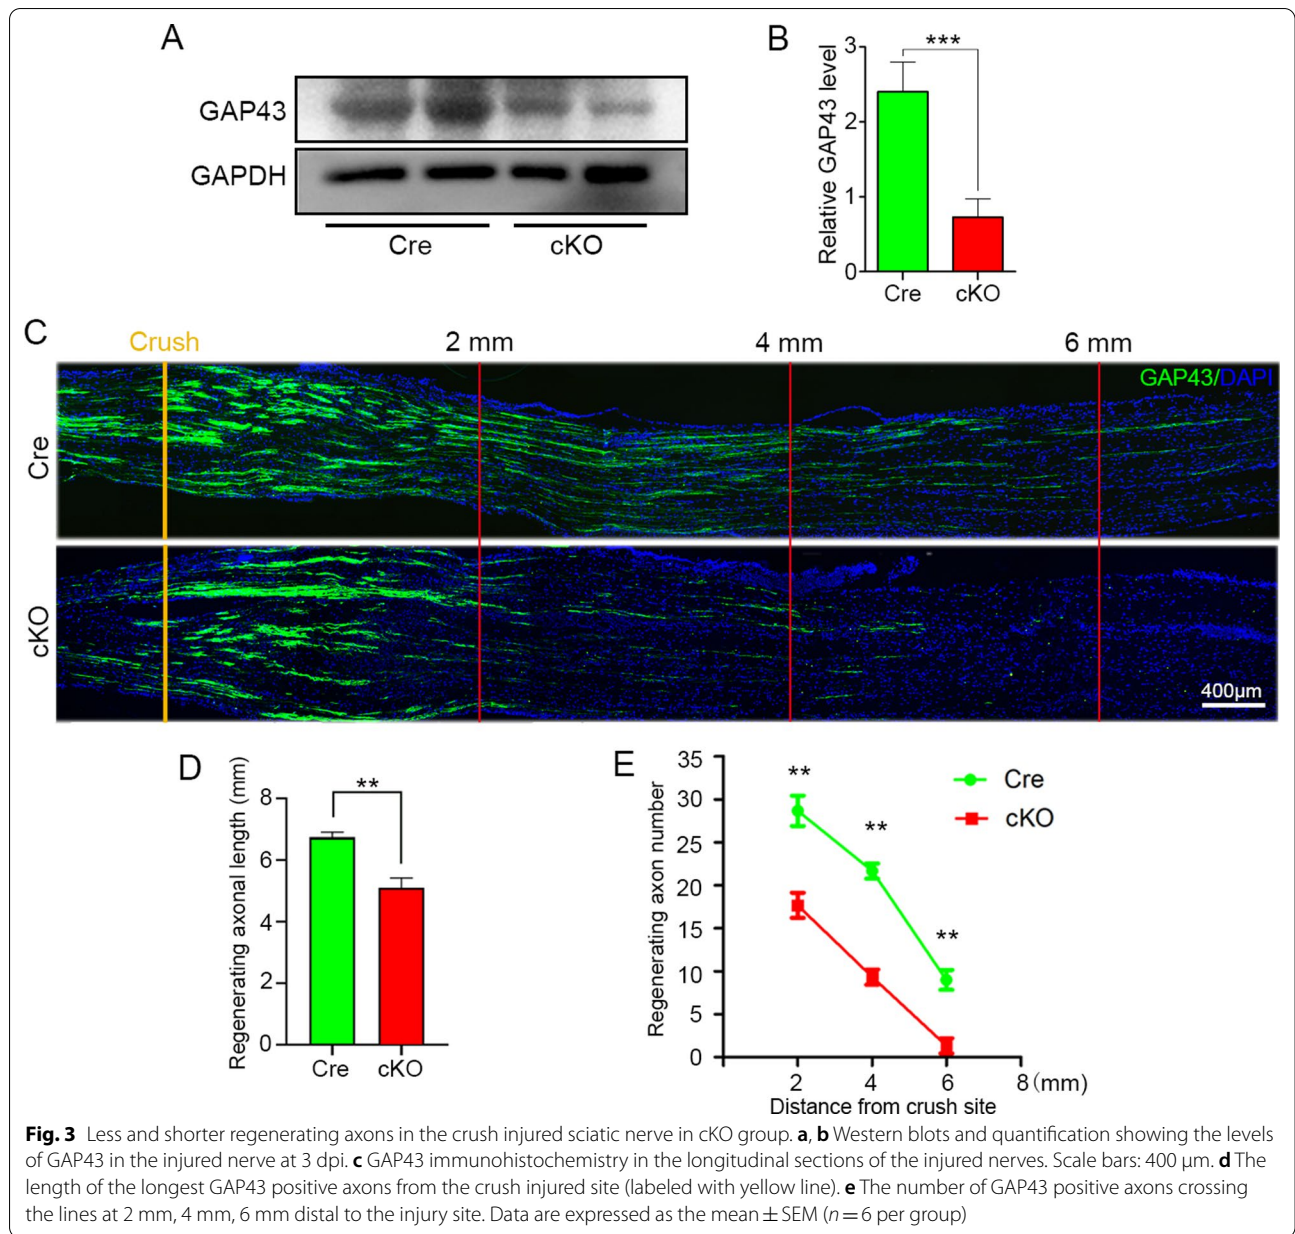 A
GAP43
GAPDH
Cre
cKO
B
***
Relative GAP43 level
3
2
1
0
Cre
cKO
C
Crush
2 mm
4 mm
6 mm
GAP43/DAPI
Cre
cKO
400μm
D
**
Regenerating axonal length (mm)
8
6
4
2
0
Cre
cKO
E
Regenerating axon number
35
30
25
20
15
10
5
0
**
**
**
Cre
cKO
2
4
6
8(mm)
Distance from crush site
Fig. 3 Less and shorter regenerating axons in the crush injured sciatic nerve in cKO group. a, b Western blots and quantification showing the levels
of GAP43 in the injured nerve at 3 dpi. c GAP43 immunohistochemistry in the longitudinal sections of the injured nerves. Scale bars: 400 μm. d The
length of the longest GAP43 positive axons from the crush injured site (labeled with yellow line). e The number of GAP43 positive axons crossing
the lines at 2 mm, 4 mm, 6 mm distal to the injury site. Data are expressed as the mean ± SEM (n = 6 per group)